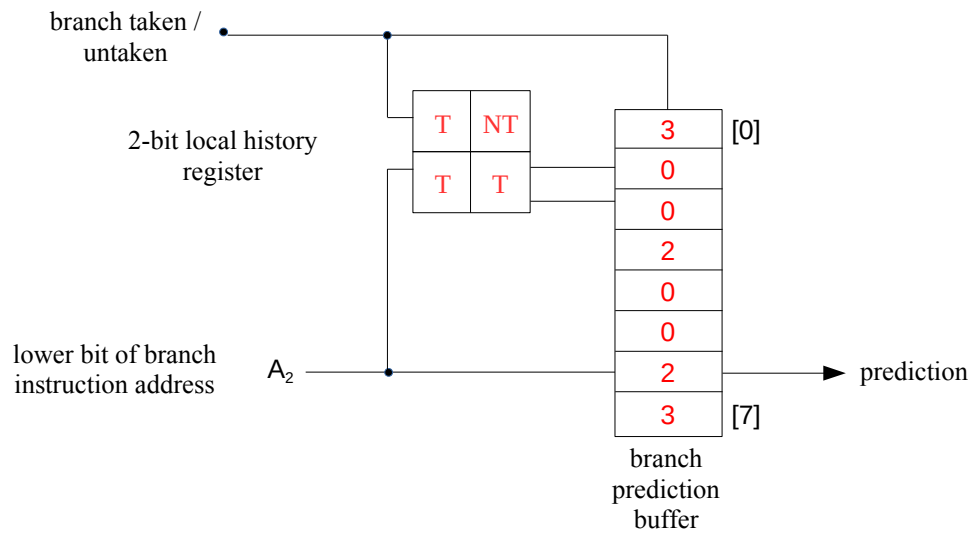 branch taken /
untaken
2-bit local history
register
T NT
T T
3 [0]
0
0
2
0
0
lower bit of branch
instruction address
A₂
2
prediction
3 [7]
branch
prediction
buffer